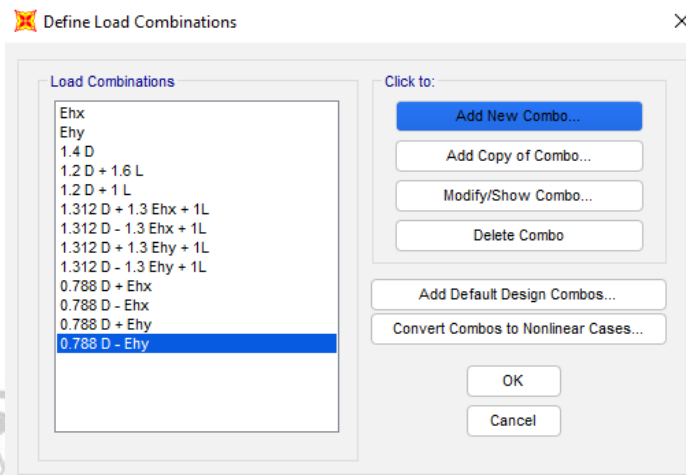 Define Load Combinations
Load Combinations
Ehx
Ehy
1.4 D
1.2 D + 1.6 L
1.2 D + 1 L
1.312 D + 1.3 Ehx + 1L
1.312 D - 1.3 Ehx + 1L
1.312 D + 1.3 Ehy + 1L
1.312 D - 1.3 Ehy + 1L
0.788 D + Ehx
0.788 D - Ehx
0.788 D + Ehy
0.788 D - Ehy
Click to:
Add New Combo...
Add Copy of Combo...
Modify/Show Combo...
Delete Combo
Add Default Design Combos...
Convert Combos to Nonlinear Cases...
OK
Cancel